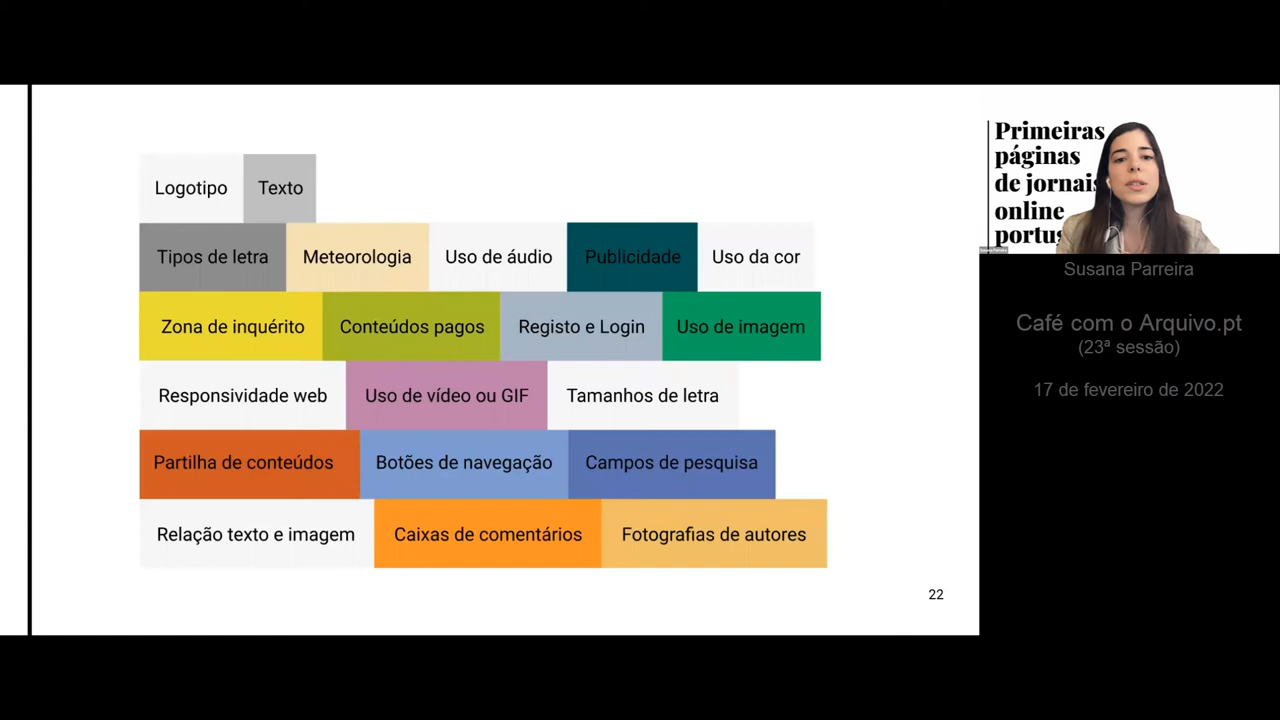 Logotipo Texto
Tipos de letra Meteorologia Uso de áudio Publicidade Uso da cor
Zona de inquérito Conteúdos pagos Registo e Login Uso de imagem
Responsividade web Uso de vídeo ou GIF Tamanhos de letra
Partilha de conteúdos Botões de navegação Campos de pesquisa
Relação texto e imagem Caixas de comentários Fotografias de autores
22
Primeiras
páginas
de jornais
online
portu
Susana Parreira
Café com o Arquivo.pt
(23ª sessão)
17 de fevereiro de 2022